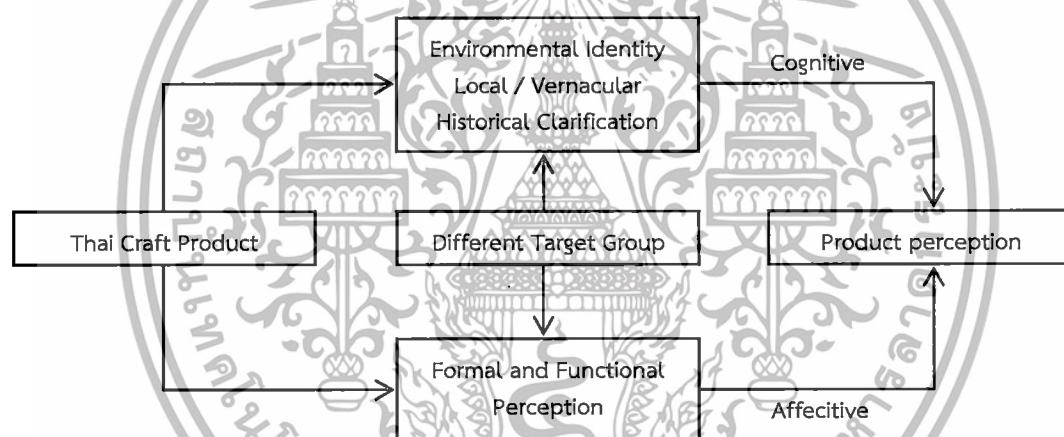 Environmental Identity
Local / Vernacular
Historical Clarification
Cognitive
Thai Craft Product
Different Target Group
Product perception
Formal and Functional
Perception
Affecitive